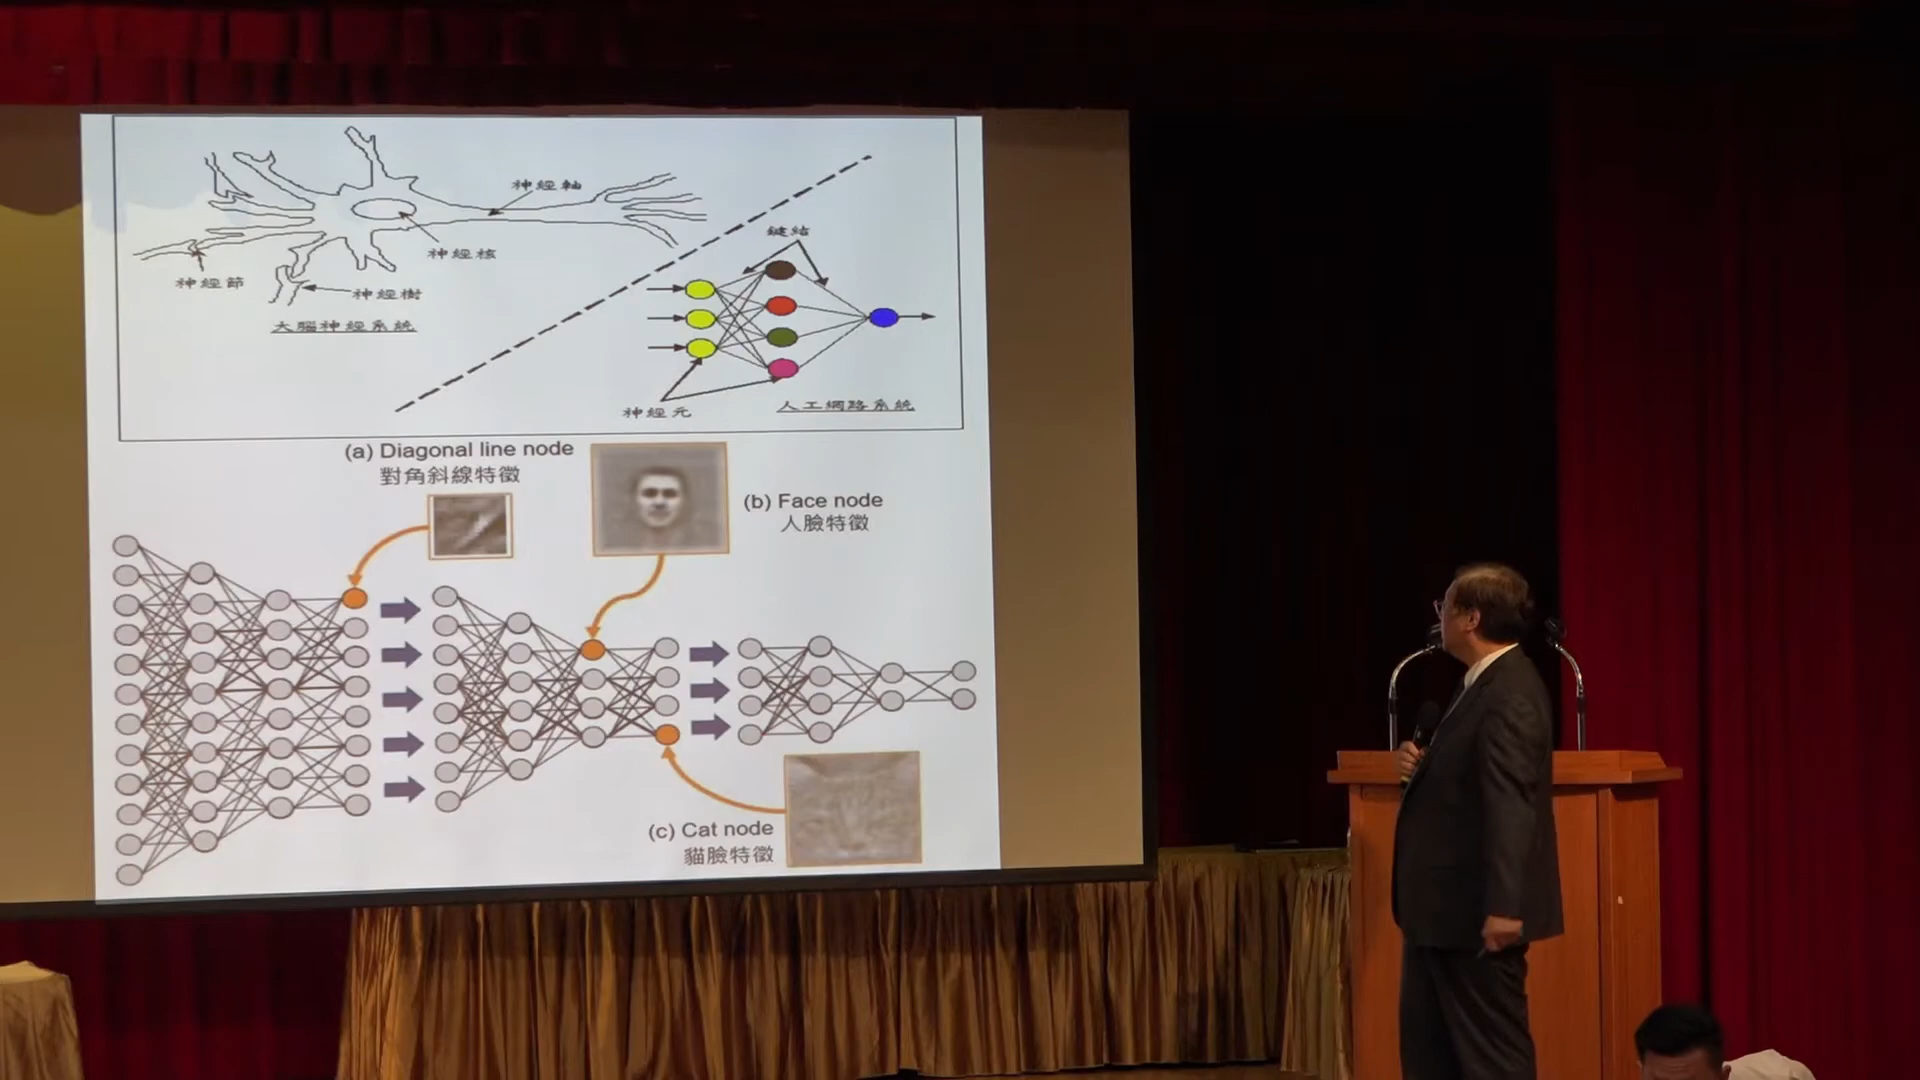 神經軸
神經核
神經節
神經樹
大腦神經系統
鍵結
神經元
人工網路系統
(a) Diagonal line node
對角斜線特徵
(b) Face node
人臉特徵
(c) Cat node
貓臉特徵